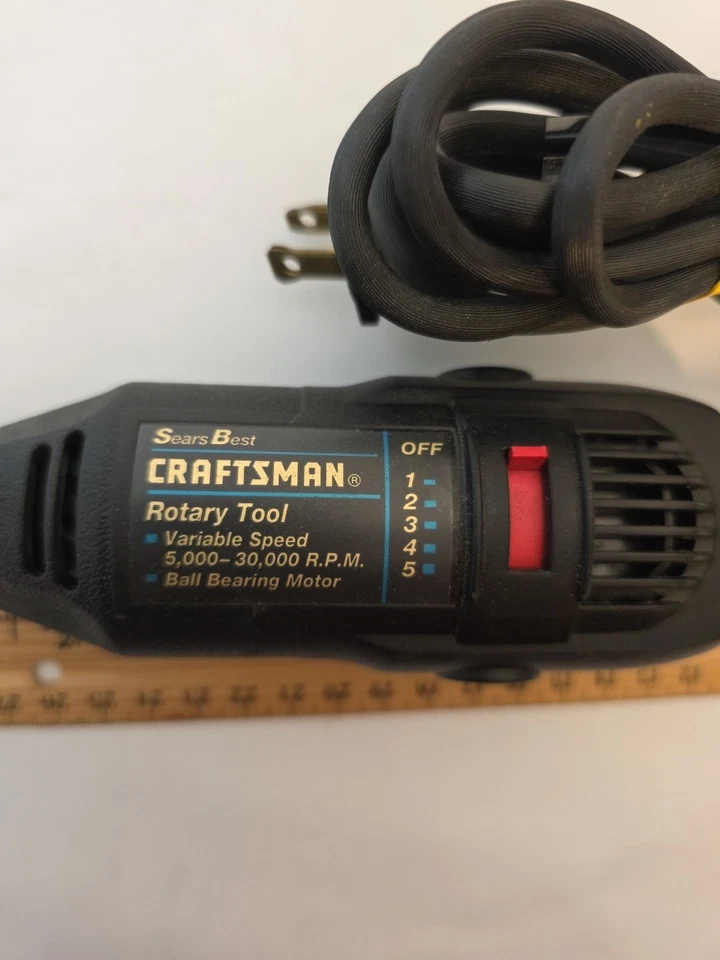 Sears Best
CRAFTSMAN®
Rotary Tool
Variable Speed
5,000–30,000 R.P.M.
Ball Bearing Motor
OFF
1
2
3
4
5